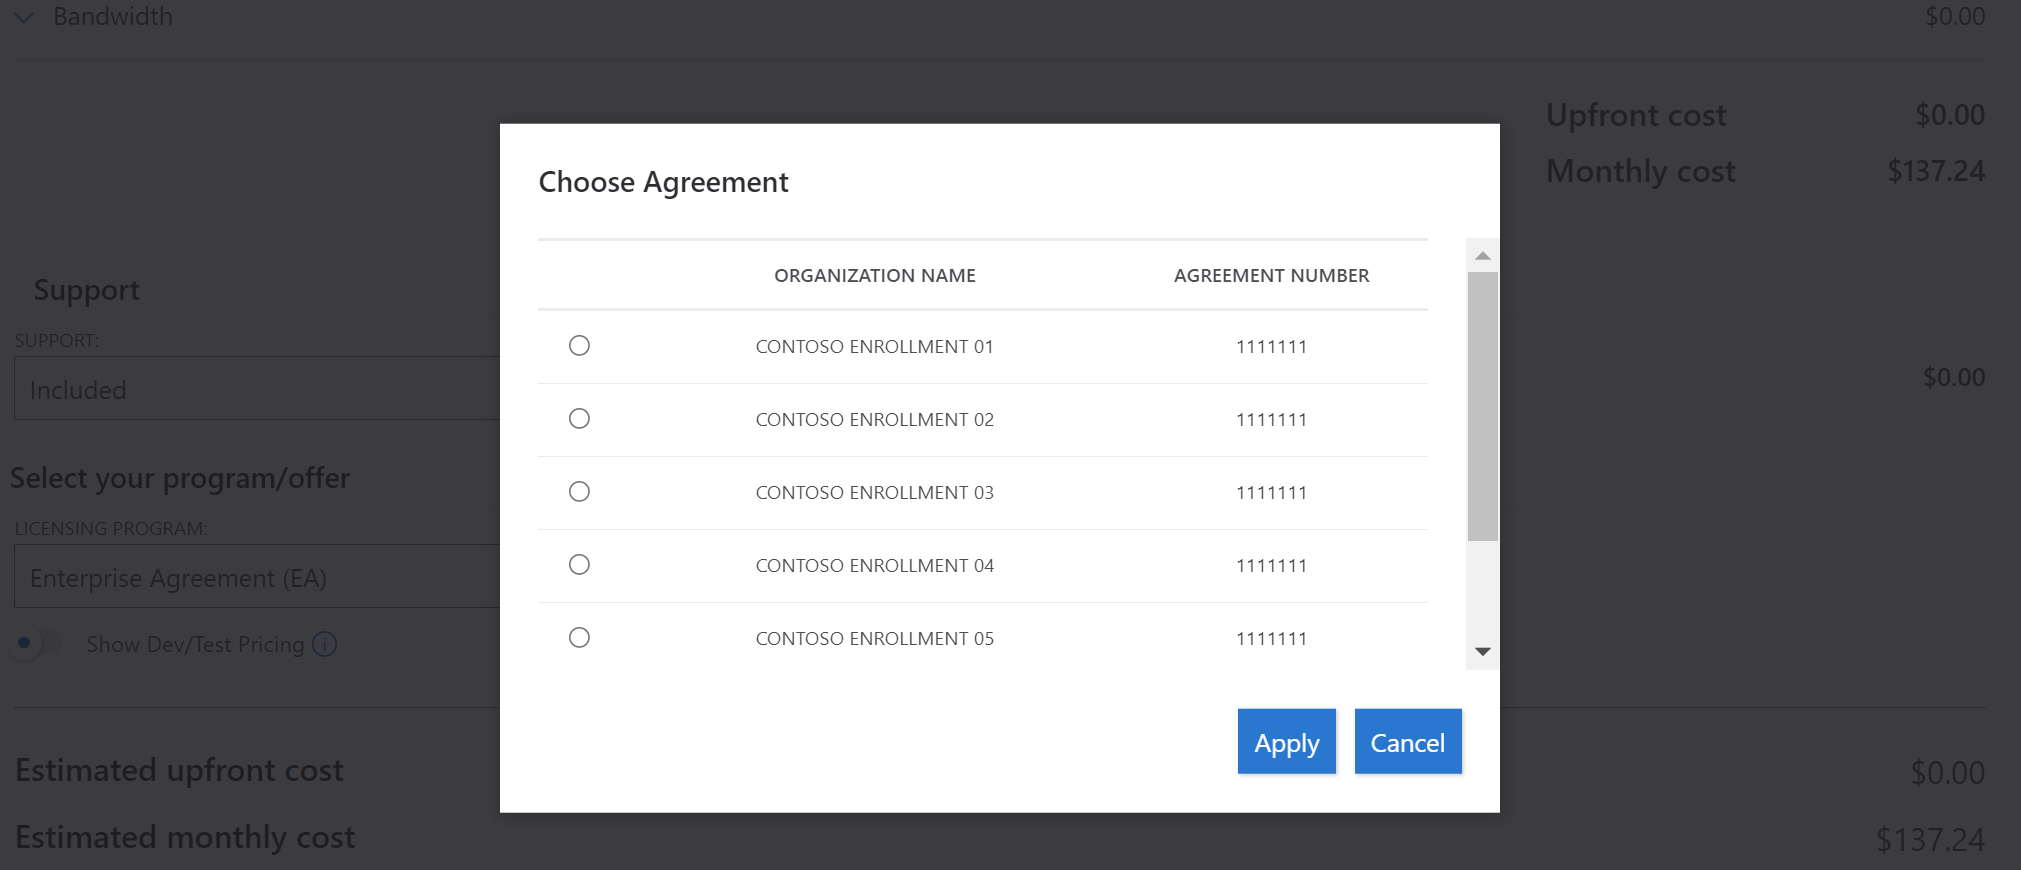 Bandwidth $0.00
Upfront cost $0.00
Monthly cost $137.24
Choose Agreement
ORGANIZATION NAME AGREEMENT NUMBER
CONTOSO ENROLLMENT 01 1111111
CONTOSO ENROLLMENT 02 1111111
CONTOSO ENROLLMENT 03 1111111
CONTOSO ENROLLMENT 04 1111111
CONTOSO ENROLLMENT 05 1111111
Apply Cancel
Support
SUPPORT:
Included $0.00
Select your program/offer
LICENSING PROGRAM:
Enterprise Agreement (EA)
Show Dev/Test Pricing
Estimated upfront cost $0.00
Estimated monthly cost $137.24